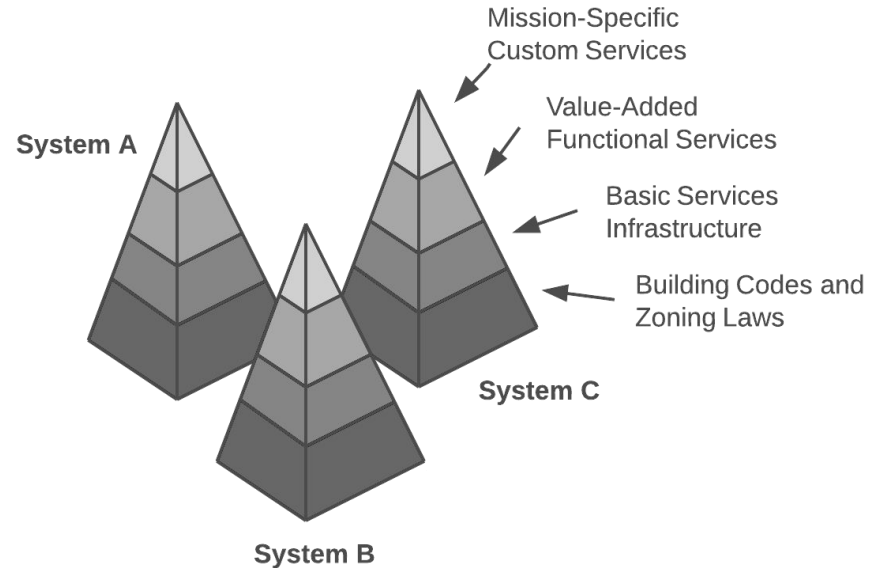 Mission-Specific
Custom Services
System A
Value-Added
Functional Services
Basic Services
Infrastructure
Building Codes and
Zoning Laws
System C
System B